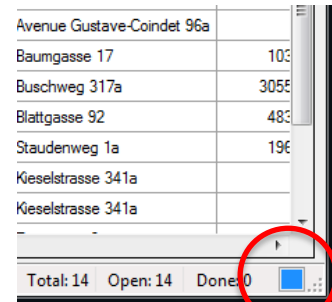 Avenue Gustave-Coindet 96a
Baumgasse 17 103
Buschweg 317a 3055
Blattgasse 92 483
Staudenweg 1a 196
Kieselstrasse 341a
Kieselstrasse 341a
Total: 14 Open: 14 Done: 0